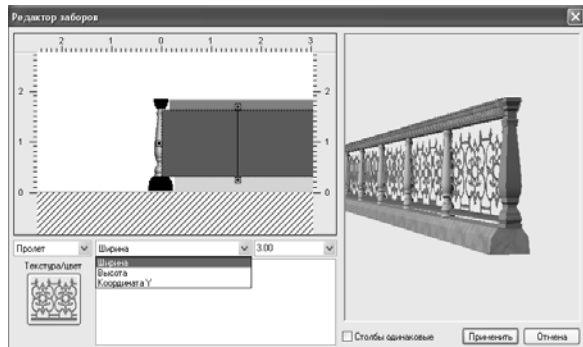 Редактор заборов
2 1 0 1 2 3
2 2
1 1
0 0
Пролет Ширина 3.00
Текстура/цвет
Ширина
Высота
Координата Y
Столбы одинаковые Применить Отмена